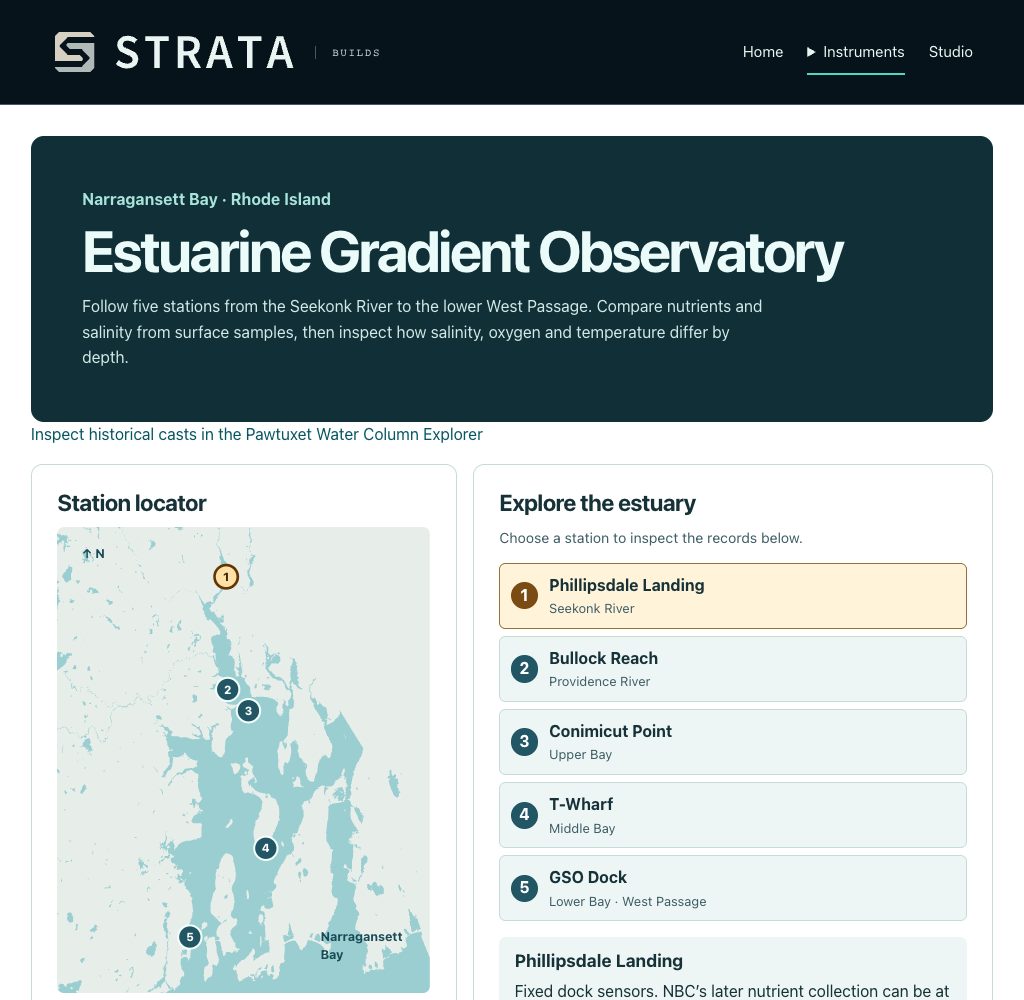 STRATA
BUILDS
Home
Instruments
Studio
Narragansett Bay · Rhode Island
Estuarine Gradient Observatory
Follow five stations from the Seekonk River to the lower West Passage. Compare nutrients and
salinity from surface samples, then inspect how salinity, oxygen and temperature differ by
depth.
Inspect historical casts in the Pawtuxet Water Column Explorer
Station locator
↑ N
1
2
3
4
5
Narragansett
Bay
Explore the estuary
Choose a station to inspect the records below.
1
Phillipsdale Landing
Seekonk River
2
Bullock Reach
Providence River
3
Conimicut Point
Upper Bay
4
T-Wharf
Middle Bay
5
GSO Dock
Lower Bay · West Passage
Phillipsdale Landing
Fixed dock sensors. NBC’s later nutrient collection can be at